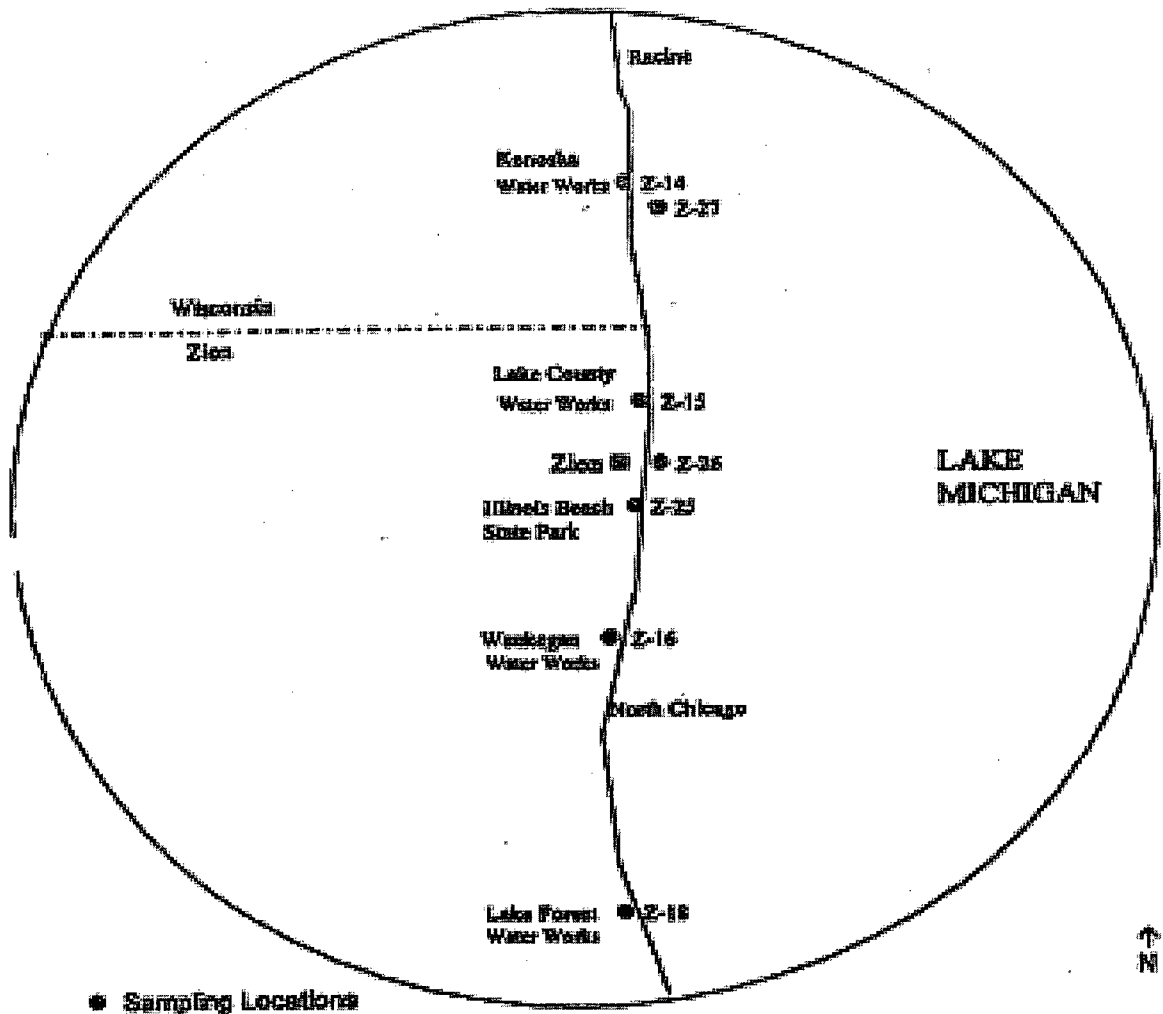 Racine
Kenosha
Water Works Z-14
Z-27
Wisconsin
Zion
Lake County
Water Works Z-15
Zion Z-26
Illinois Beach Z-25
State Park
LAKE
MICHIGAN
Waukegan Z-16
Water Works
North Chicago
Lake Forest Z-18
Water Works
N
Sampling Locations